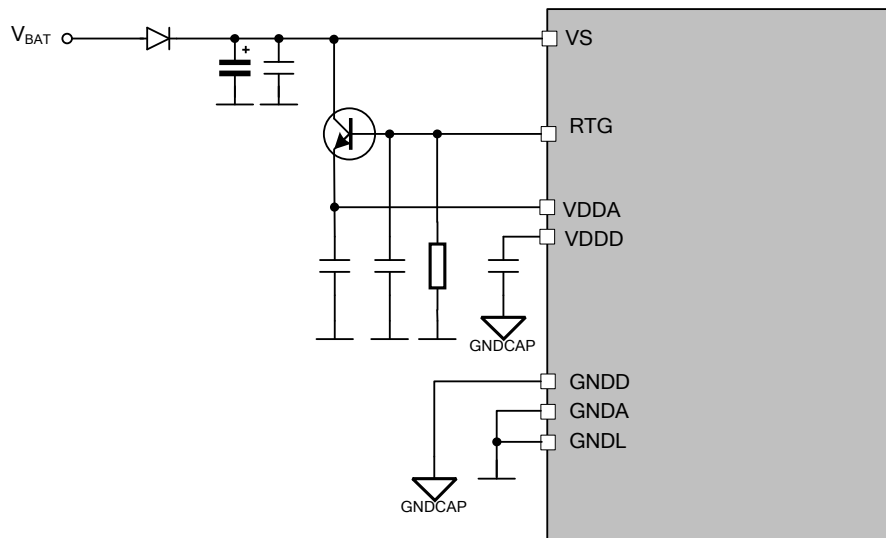 VBAT
+
VS
RTG
VDDA
VDDD
GNDCAP
GNDD
GNDA
GNDL
GNDCAP